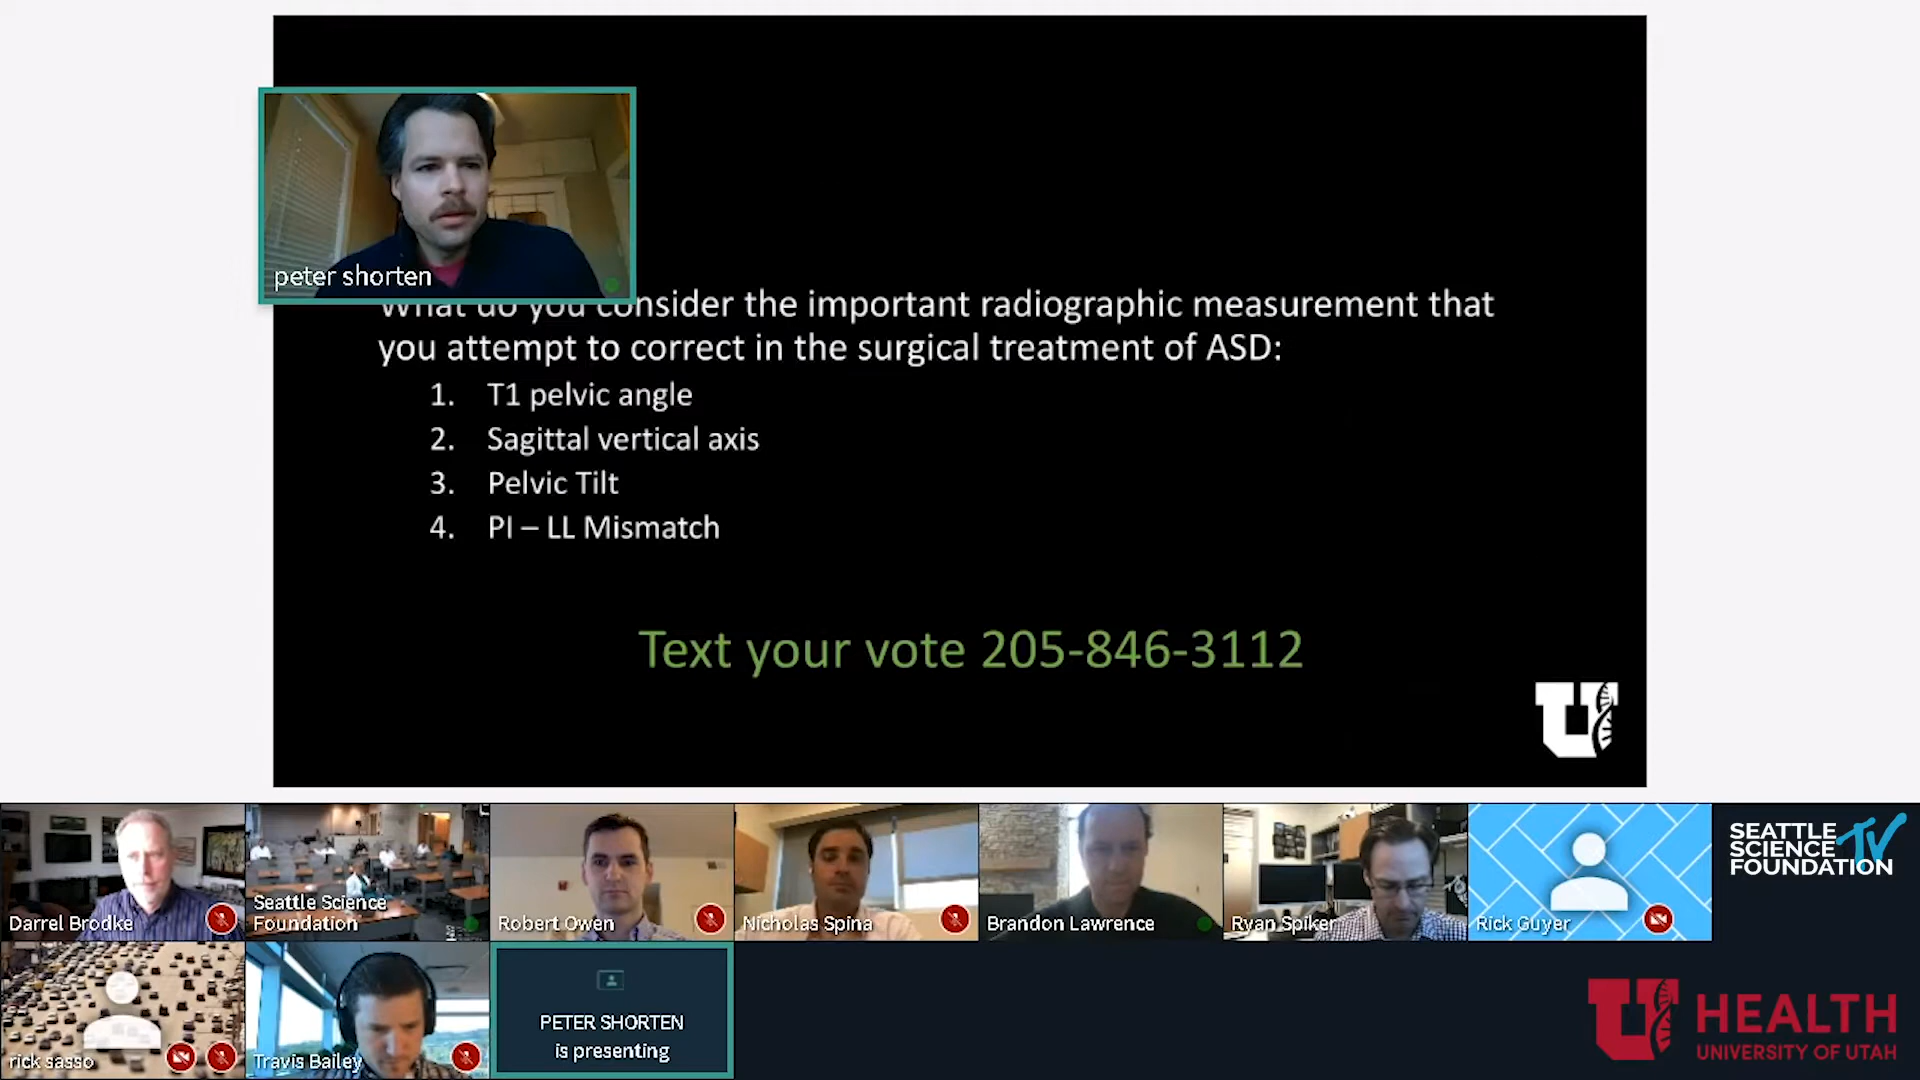 peter shorten
What do you consider the important radiographic measurement that
you attempt to correct in the surgical treatment of ASD:
1. T1 pelvic angle
2. Sagittal vertical axis
3. Pelvic Tilt
4. PI – LL Mismatch
Text your vote 205-846-3112
U
Darrel Brodke
Seattle Science
Foundation
Robert Owen
Nicholas Spina
Brandon Lawrence
Ryan Spiker
Rick Guyer
SEATTLE
SCIENCE TV
FOUNDATION
rick sasso
Travis Bailey
PETER SHORTEN
is presenting
U HEALTH
UNIVERSITY OF UTAH